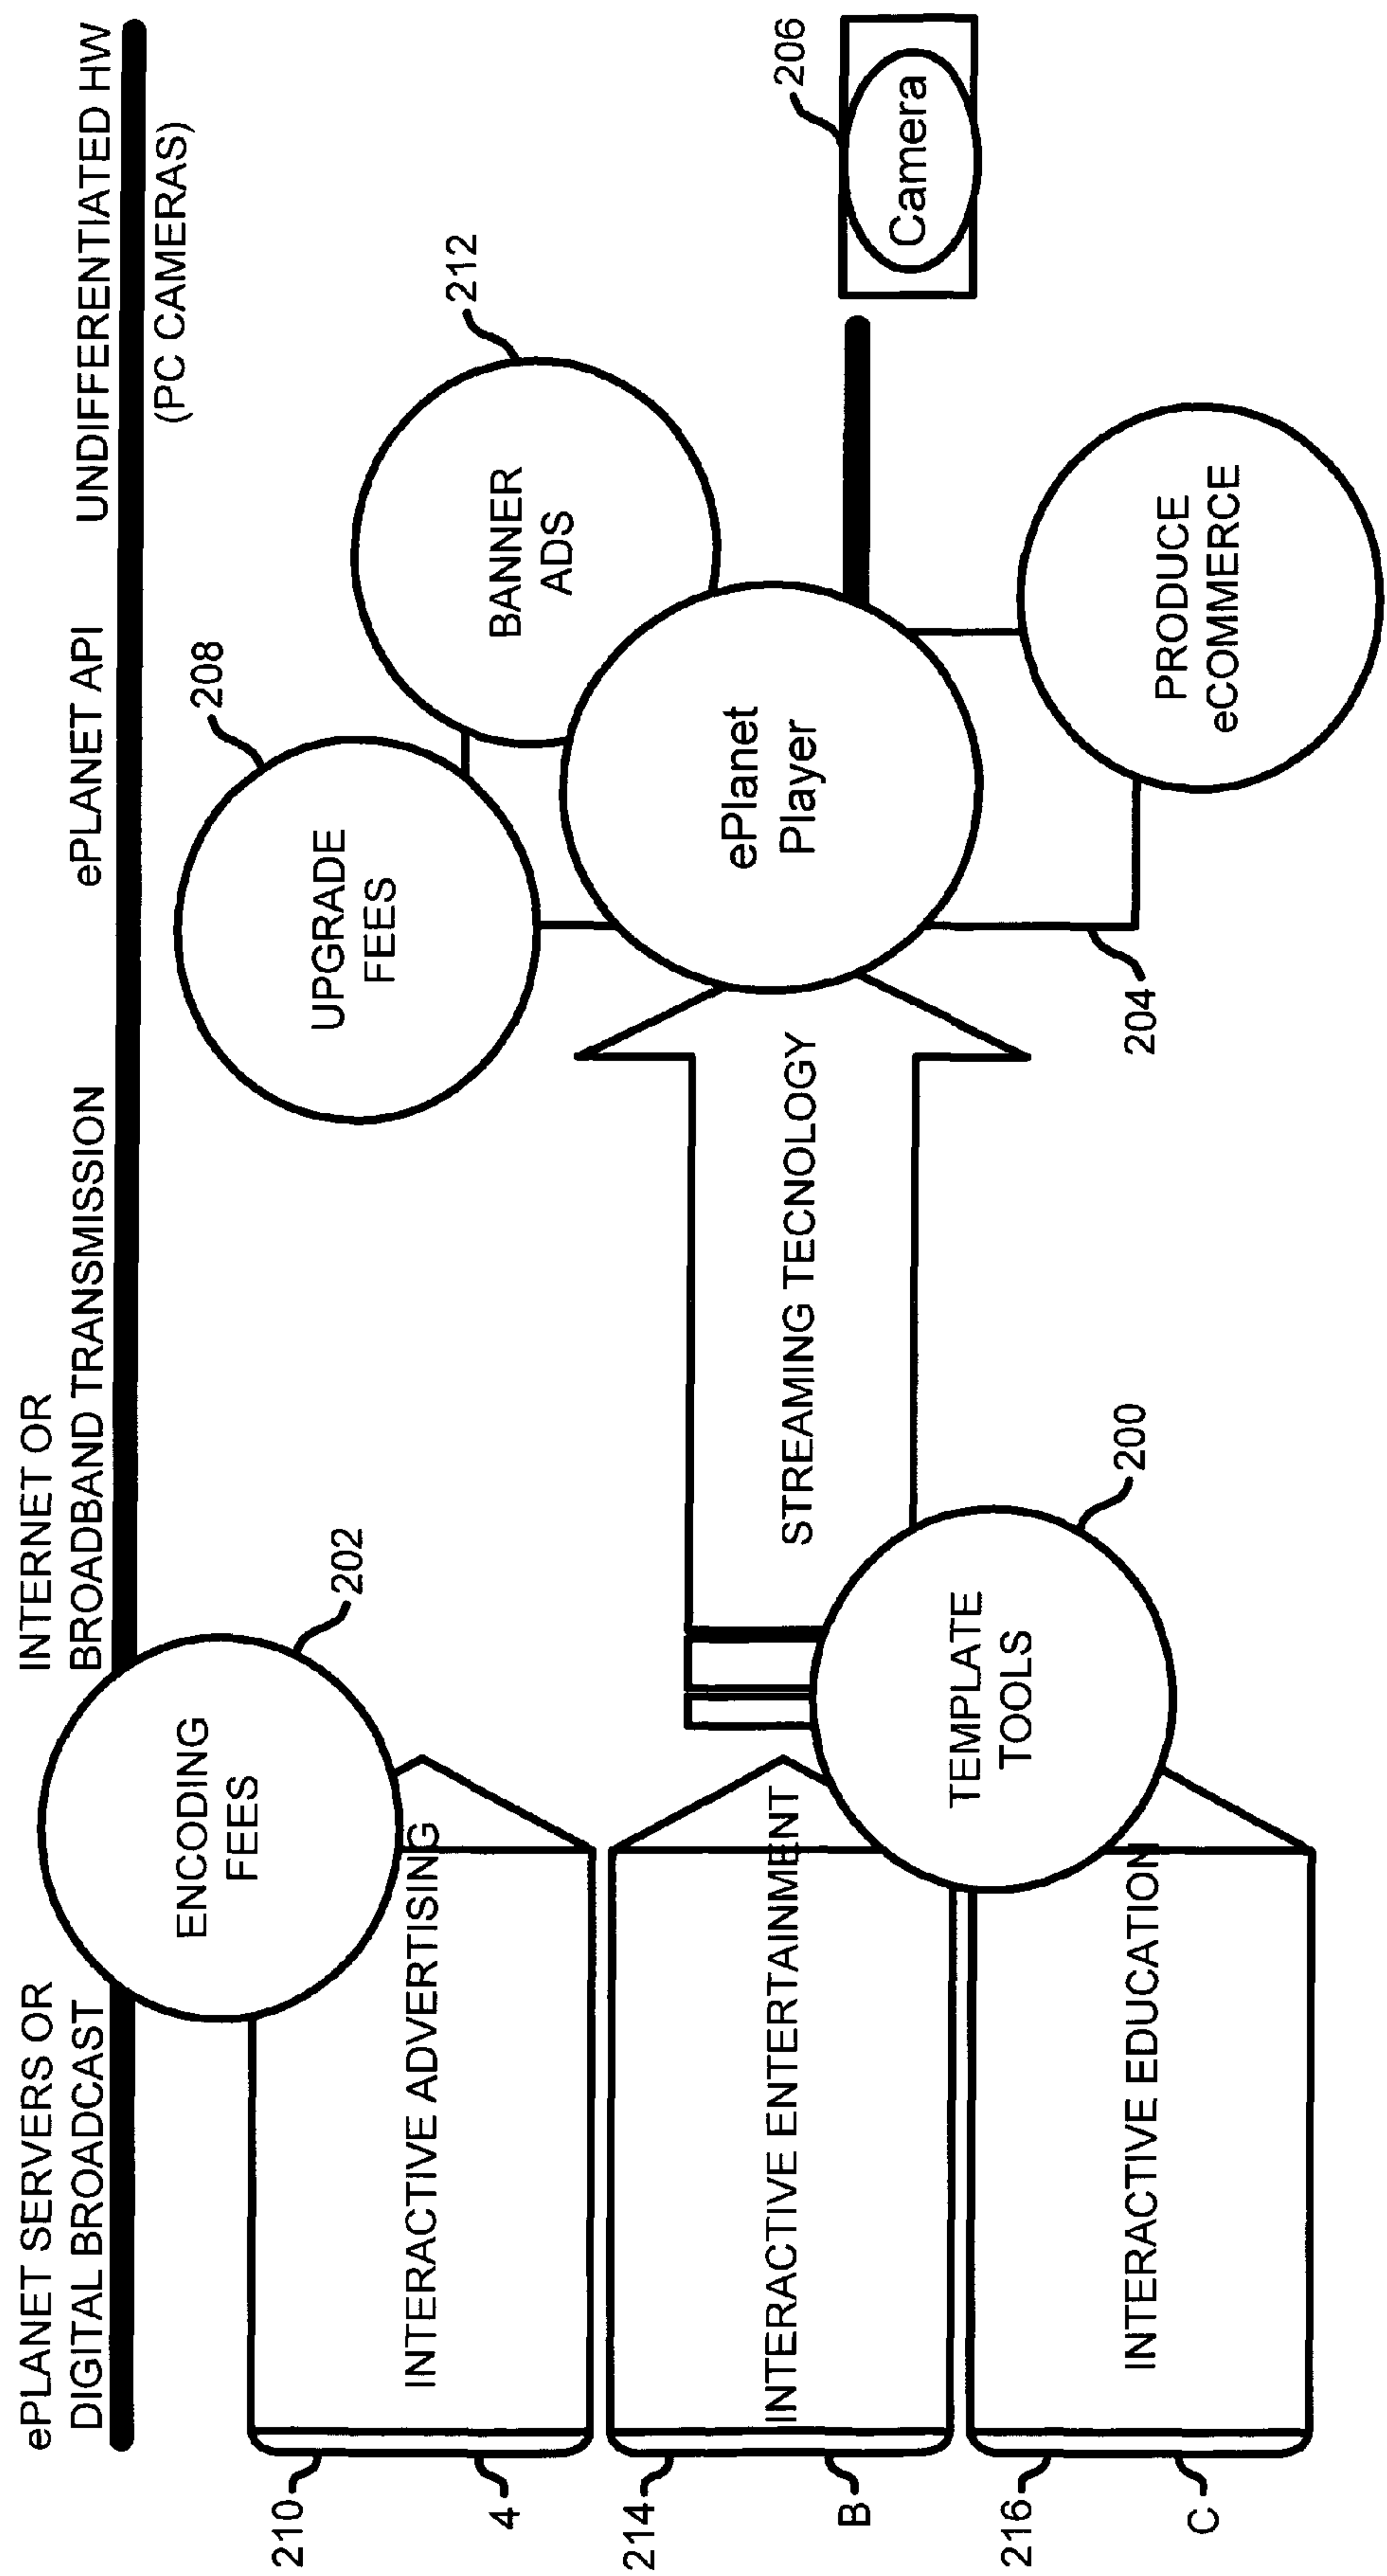 ePLANET SERVERS OR
DIGITAL BROADCAST
INTERNET OR
BROADBAND TRANSMISSION
ePLANET API
UNDIFFERENTIATED HW
(PC CAMERAS)
ENCODING
FEES
202
UPGRADE
FEES
208
BANNER
ADS
212
206
Camera
210
4
INTERACTIVE ADVERTISING
214
B
INTERACTIVE ENTERTAINMENT
STREAMING TECNOLOGY
ePlanet
Player
TEMPLATE
TOOLS
200
204
PRODUCE
eCOMMERCE
216
C
INTERACTIVE EDUCATION